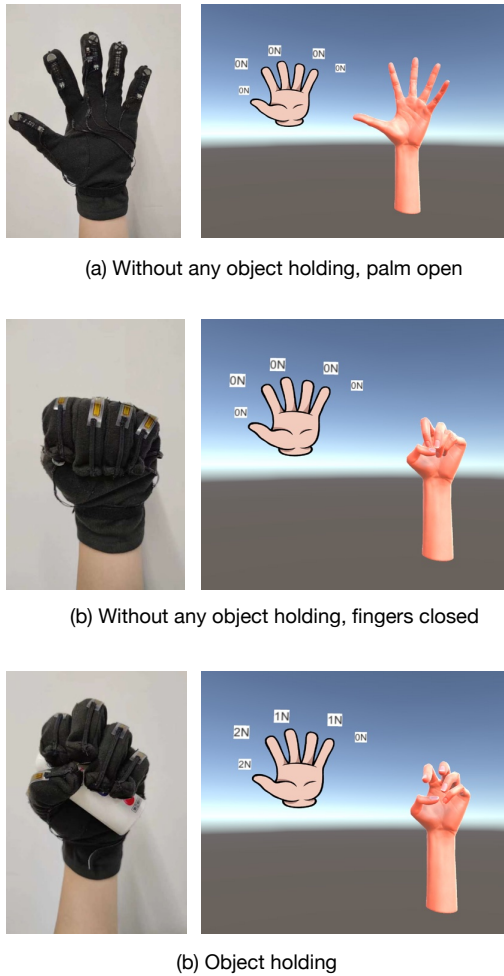 0N
0N
0N
0N
0N
(a) Without any object holding, palm open
0N
0N
0N
0N
0N
(b) Without any object holding, fingers closed
1N
1N
2N
0N
2N
(b) Object holding